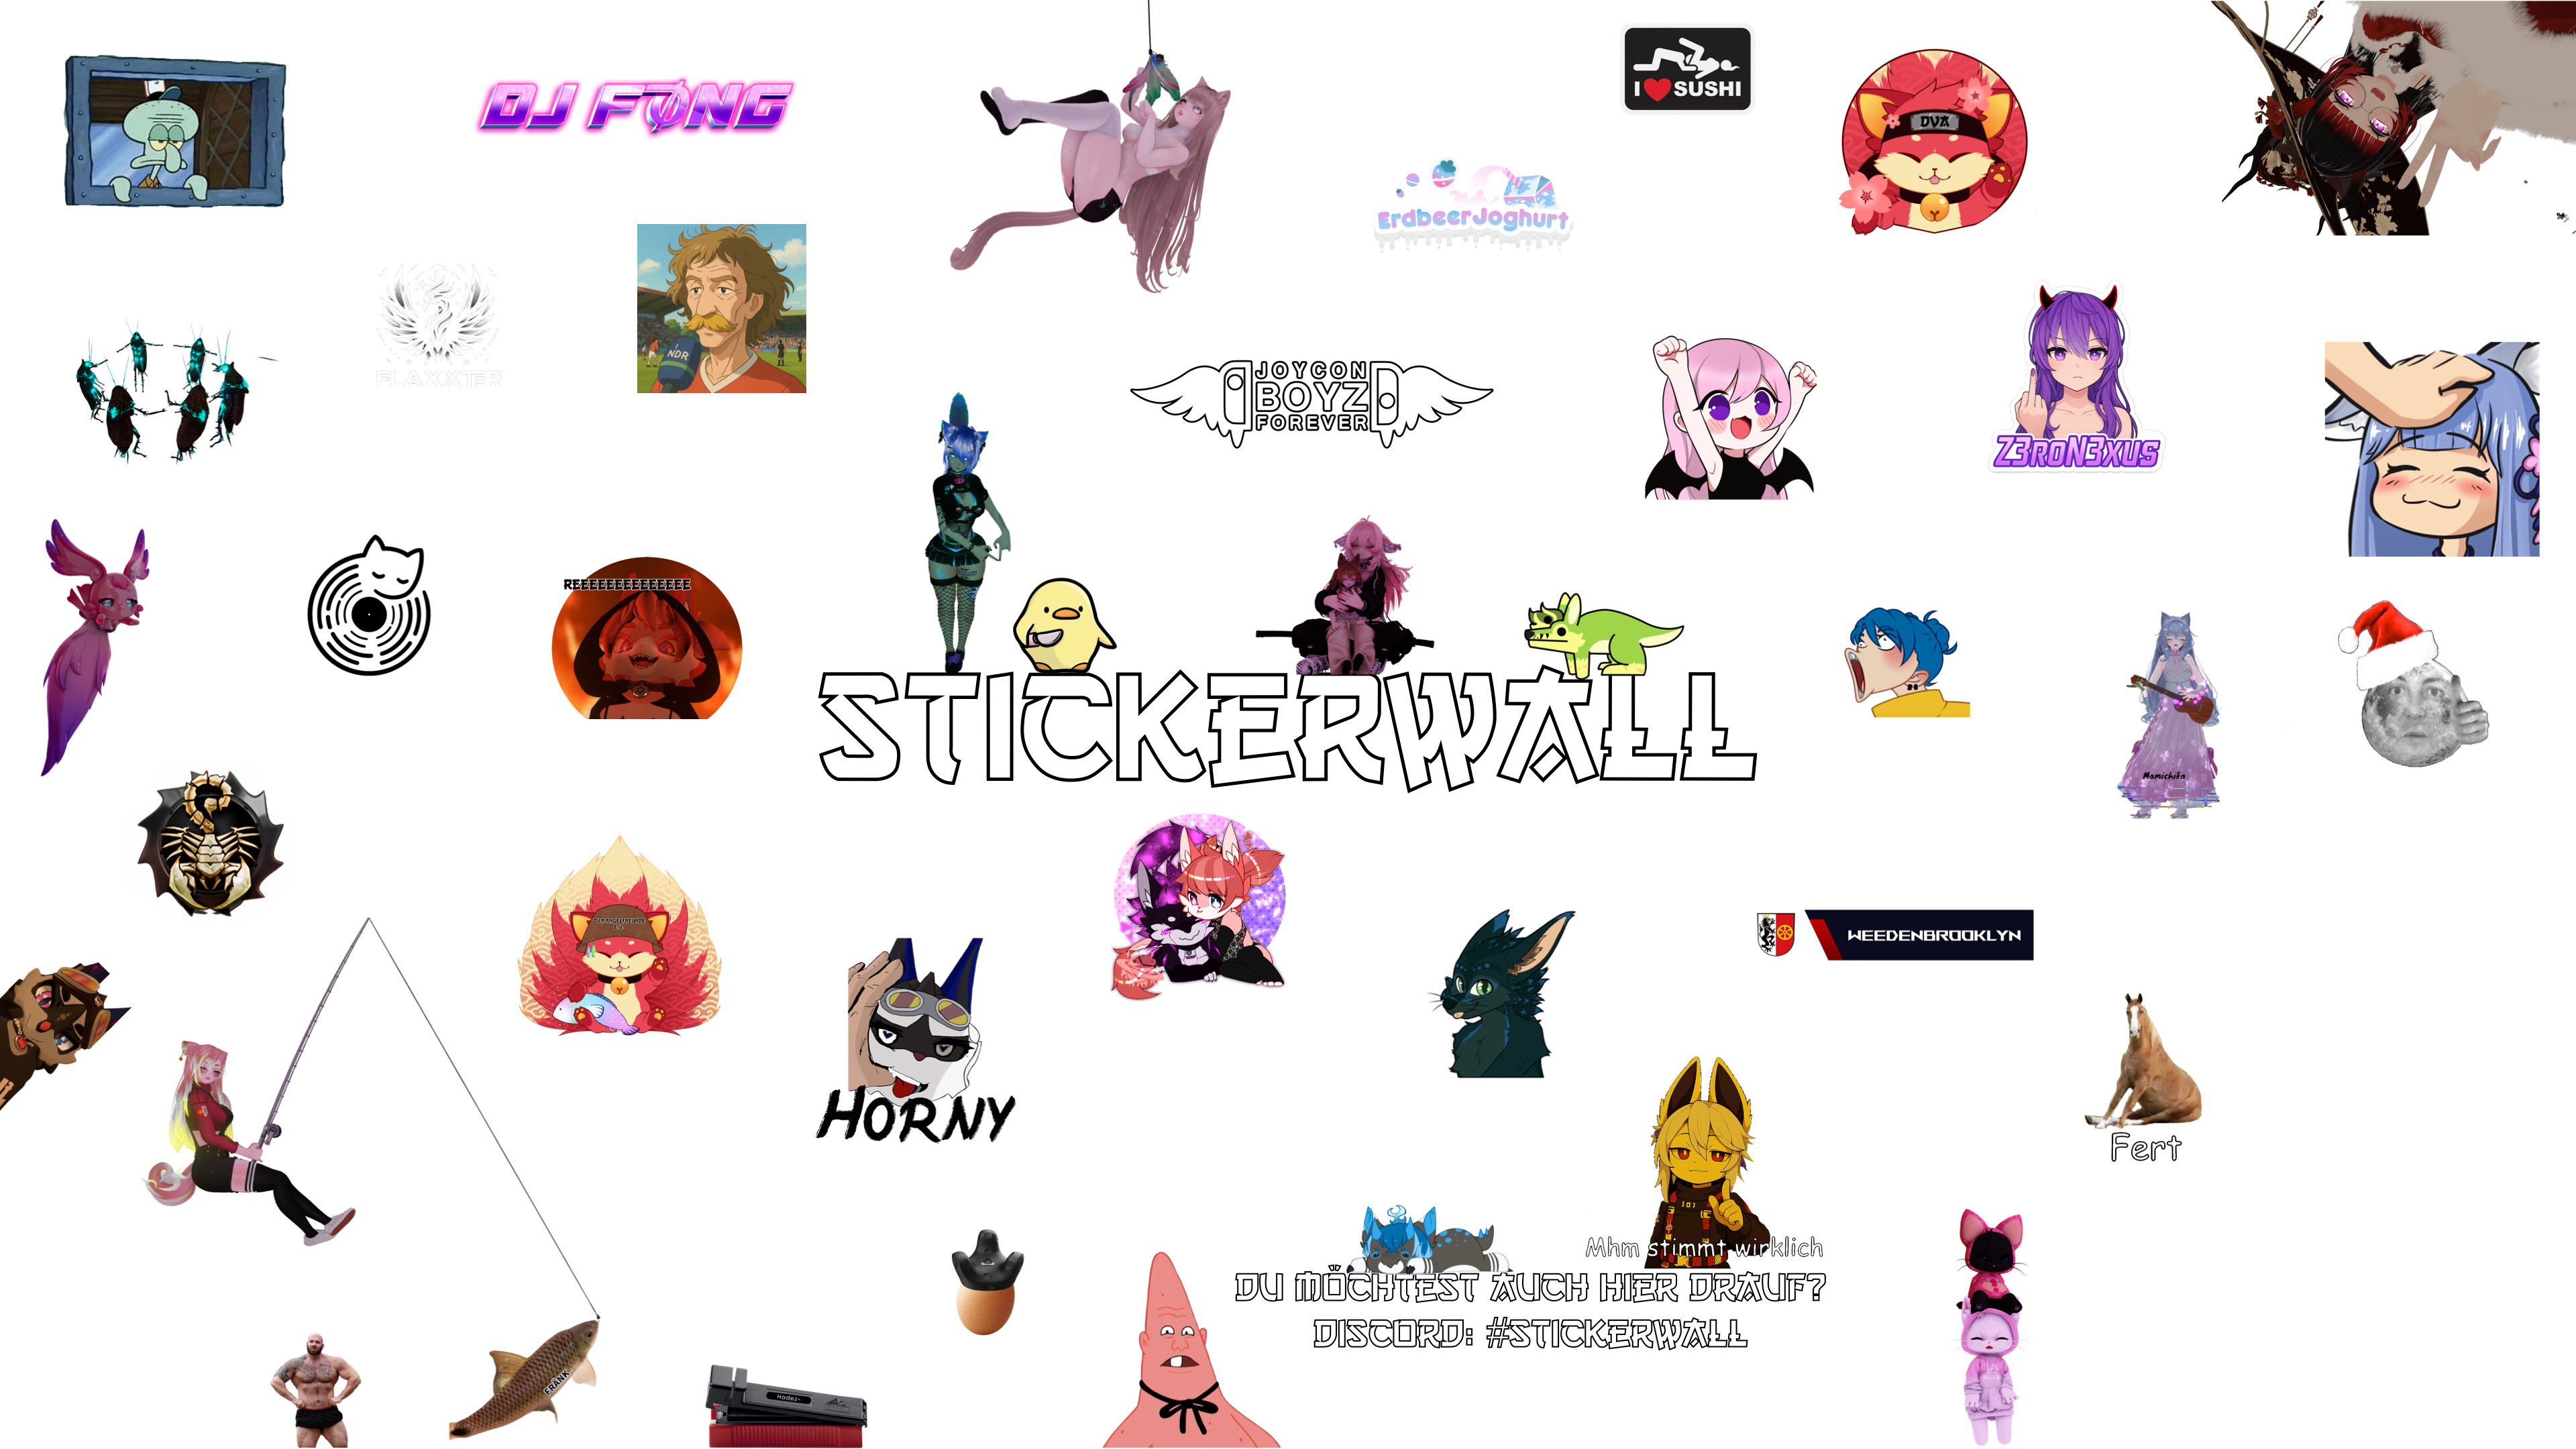 DJ FØNG
I ♥ SUSHI
DVA
ErdbeerJoghurt
NDR
FLAXXTER
JOYCON
BOYZ
FOREVER
Z3RON3XUS
REEEEEEEEEEEEEE
STICKERWALL
Mamichika
WEEDENBROOKLYN
HORNY
Fert
Mhm stimmt wirklich
DU MÖCHTEST AUCH HIER DRAUF?
DISCORD: #STICKERWALL
FRANK
Hodez-